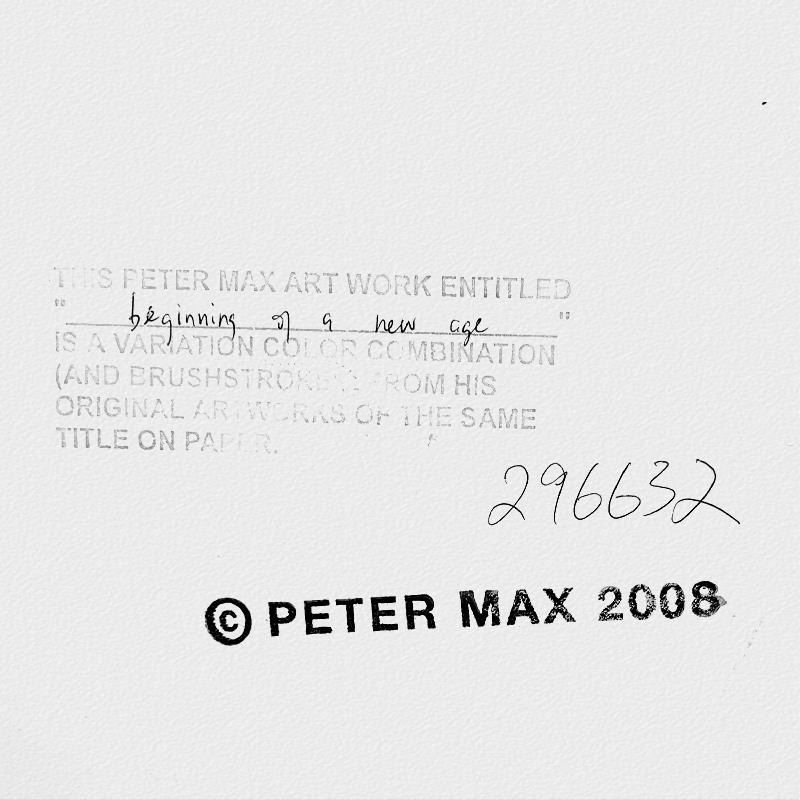 THIS PETER MAX ART WORK ENTITLED
" beginning of a new age "
IS A VARIATION COLOR COMBINATION
(AND BRUSHSTROKES) FROM HIS
ORIGINAL ARTWORKS OF THE SAME
TITLE ON PAPER.
296632
© PETER MAX 2008